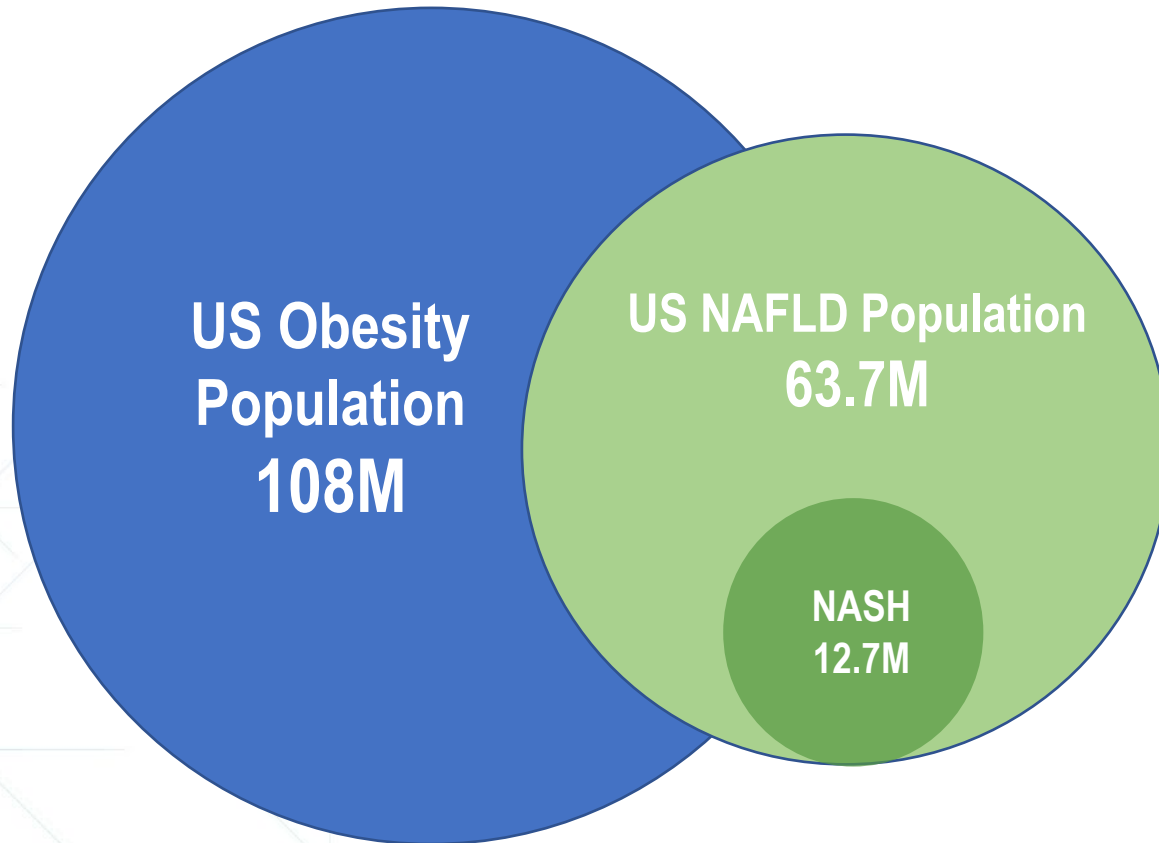 US Obesity
Population
108M
US NAFLD Population
63.7M
NASH
12.7M